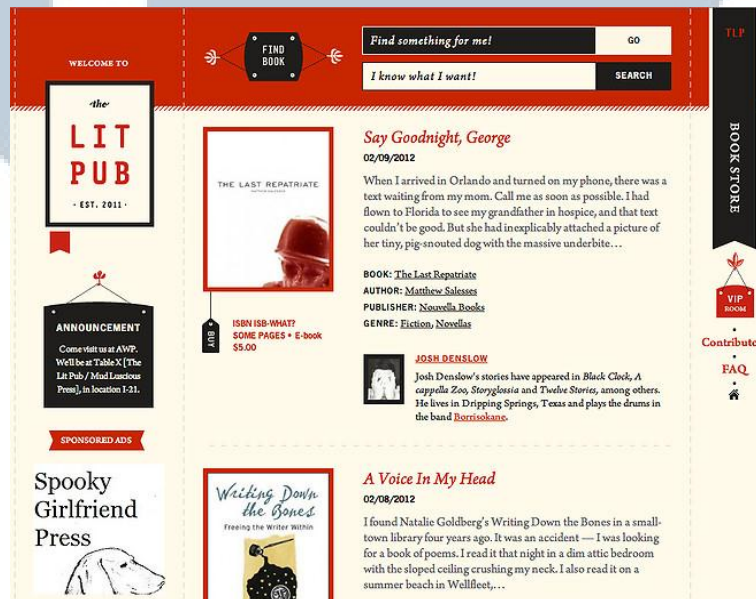 WELCOME TO
the
LIT
PUB
· EST. 2011 ·
FIND
BOOK
Find something for me!
GO
I know what I want!
SEARCH
TLP
BOOK STORE
VIP
ROOM
Contributo
FAQ
ANNOUNCEMENT
Come visit us at AWP.
We'll be at Table X [The
Lit Pub / Mud Luscious
Press], in location I-21.
SPONSORED ADS
Spooky
Girlfriend
Press
THE LAST REPATRIATE
BUY
ISBN ISB-WHAT?
SOME PAGES • E-book
$5.00
Say Goodnight, George
02/09/2012
When I arrived in Orlando and turned on my phone, there was a
text waiting from my mom. Call me as soon as possible. I had
flown to Florida to see my grandfather in hospice, and that text
couldn't be good. But she had inexplicably attached a picture of
her tiny, pig-snouted dog with the massive underbite…
BOOK: The Last Repatriate
AUTHOR: Matthew Salesses
PUBLISHER: Nouvella Books
GENRE: Fiction, Novellas
JOSH DENSLOW
Josh Denslow's stories have appeared in Black Clock, A
cappella Zoo, Storyglossia and Twelve Stories, among others.
He lives in Dripping Springs, Texas and plays the drums in
the band Borrisokane.
Writing Down
the Bones
Freeing the Writer Within
A Voice In My Head
02/08/2012
I found Natalie Goldberg's Writing Down the Bones in a small-
town library four years ago. It was an accident — I was looking
for a book of poems. I read it that night in a dim attic bedroom
with the sloped ceiling crushing my neck. I also read it on a
summer beach in Wellfleet,…